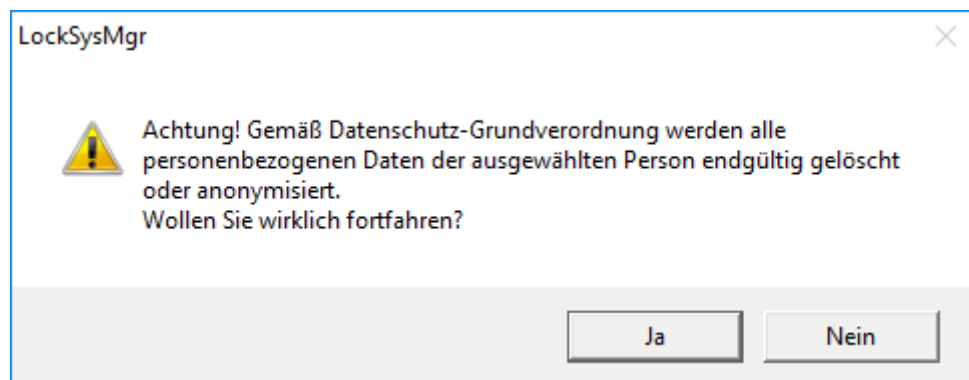 LockSysMgr
Achtung! Gemäß Datenschutz-Grundverordnung werden alle
personenbezogenen Daten der ausgewählten Person endgültig gelöscht
oder anonymisiert.
Wollen Sie wirklich fortfahren?
Ja
Nein